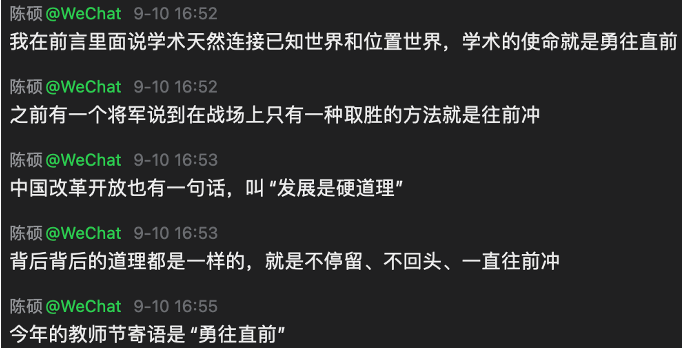 陈硕@WeChat 9-10 16:52
我在前言里面说学术天然连接已知世界和位置世界，学术的使命就是勇往直前
陈硕@WeChat 9-10 16:52
之前有一个将军说到在战场上只有一种取胜的方法就是往前冲
陈硕@WeChat 9-10 16:53
中国改革开放也有一句话，叫 “发展是硬道理”
陈硕@WeChat 9-10 16:53
背后背后的道理都是一样的，就是不停留、不回头、一直往前冲
陈硕@WeChat 9-10 16:55
今年的教师节寄语是 “勇往直前”